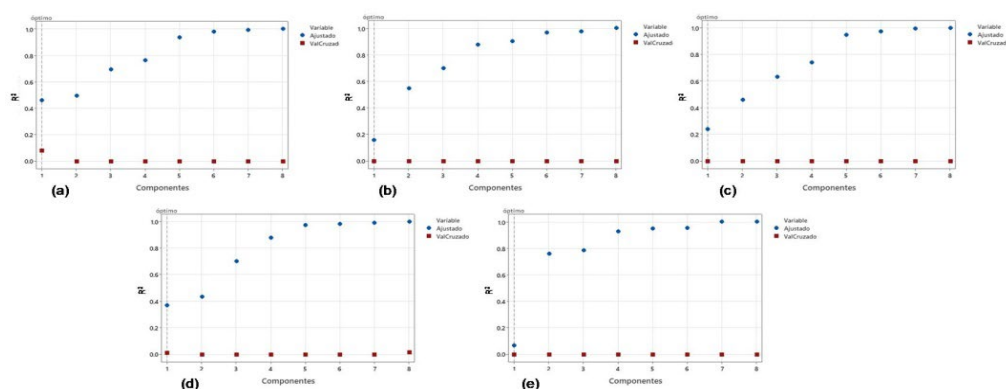 óptimo
Variable
Ajustado
ValCruzad
R²
1.0
0.8
0.6
0.4
0.2
0.0
1 2 3 4 5 6 7 8
Componentes
(a)
óptimo
Variable
Ajustado
ValCruzad
R²
1.0
0.8
0.6
0.4
0.2
0.0
1 2 3 4 5 6 7 8
Componentes
(b)
óptimo
Variable
Ajustado
ValCruzad
R²
1.0
0.8
0.6
0.4
0.2
0.0
1 2 3 4 5 6 7 8
Componentes
(c)
óptimo
Variable
Ajustado
ValCruzado
R²
1.0
0.8
0.6
0.4
0.2
0.0
1 2 3 4 5 6 7 8
Componentes
(d)
óptimo
Variable
Ajustado
ValCruzado
R²
1.0
0.8
0.6
0.4
0.2
0.0
1 2 3 4 5 6 7 8
Componentes
(e)